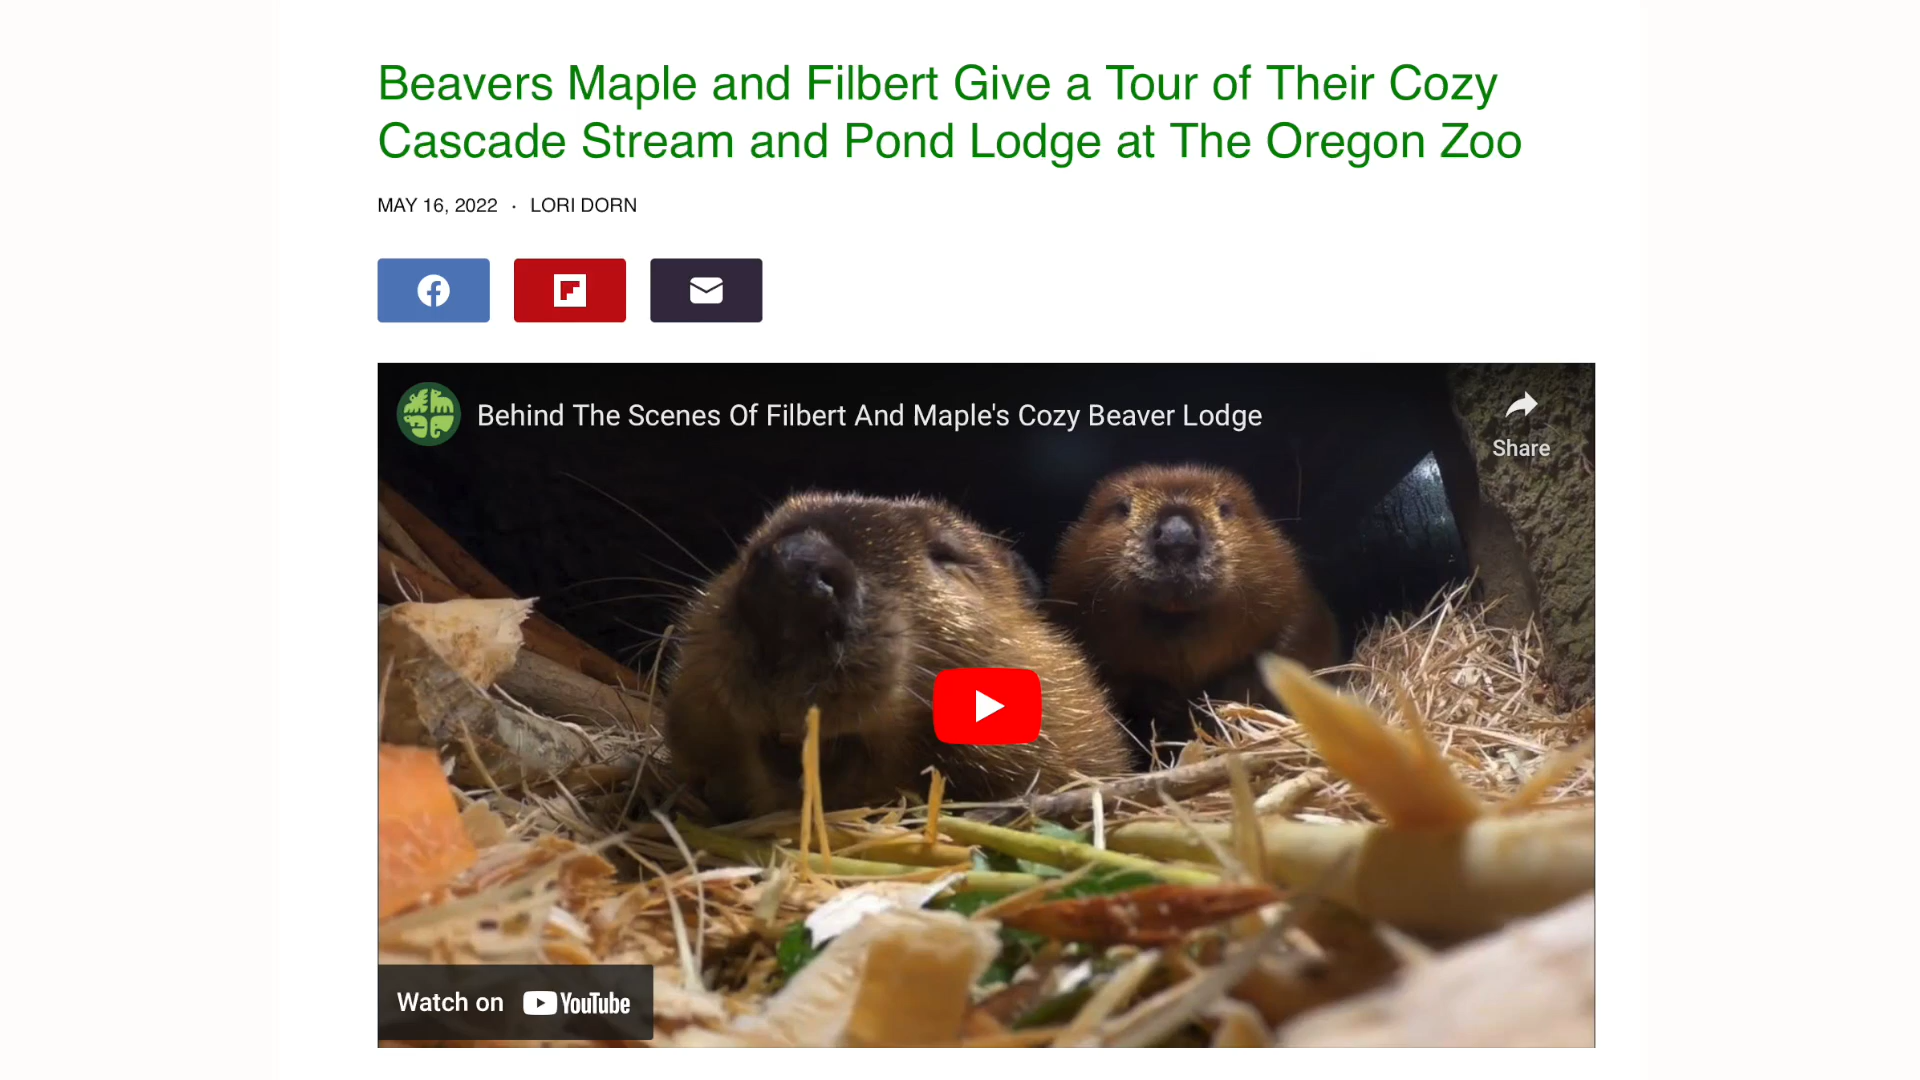 Beavers Maple and Filbert Give a Tour of Their Cozy
Cascade Stream and Pond Lodge at The Oregon Zoo
MAY 16, 2022 · LORI DORN
Behind The Scenes Of Filbert And Maple's Cozy Beaver Lodge
Share
Watch on YouTube